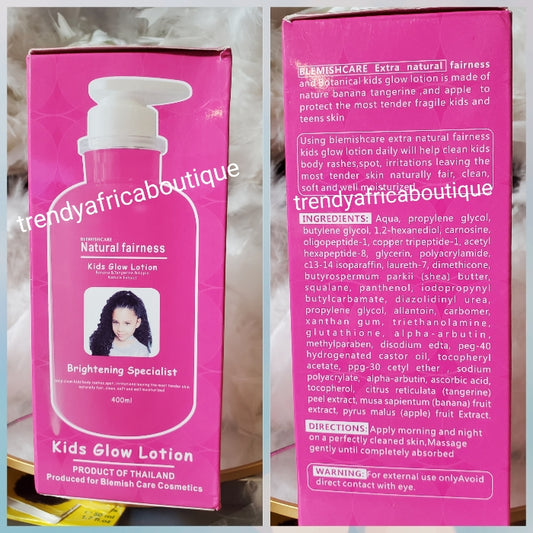 BLEMISHCARE
Natural fairness
Kids Glow Lotion
Brightening Specialist
400ml
Kids Glow Lotion
PRODUCT OF THAILAND
Produced for Blemish Care Cosmetics
trendyafricaboutique
BLEMISHCARE Extra natural fairness
and botanical kids glow lotion is made of
nature banana tangerine ,and apple to
protect the most tender fragile kids and
teens skin
Using blemishcare extra natural fairness
kids glow lotion daily will help clean kids
body rashes,spot, irritations leaving the
most tender skin naturally fair, clean,
soft and well moisturized
trendyafricaboutique
INGREDIENTS: Aqua, propylene glycol,
butylene glycol, 1.2-hexanediol, carnosine,
oligopeptide-1, copper tripeptide-1, acetyl
hexapeptide-8, glycerin, polyacrylamide,
c13-14 isoparaffin, laureth-7, dimethicone,
butyrospermum parkii (shea) butter,
squalane, panthenol, iodopropynyl
butylcarbamate, diazolidinyl urea,
propylene glycol, allantoin, carbomer,
xanthan gum, triethanolamine,
glutathione, alpha-arbutin,
methylparaben, disodium edta, peg-40
hydrogenated castor oil, tocopheryl
acetate, ppg-30 cetyl ether , sodium
polyacrylate, alpha-arbutin, ascorbic acid,
tocopherol, citrus reticulata (tangerine)
peel extract, musa sapientum (banana) fruit
extract, pyrus malus (apple) fruit Extract.
DIRECTIONS: Apply morning and night
on a perfectly cleaned skin,Massage
gently until completely absorbed
WARNING: For external use onlyAvoid
direct contact with eye.